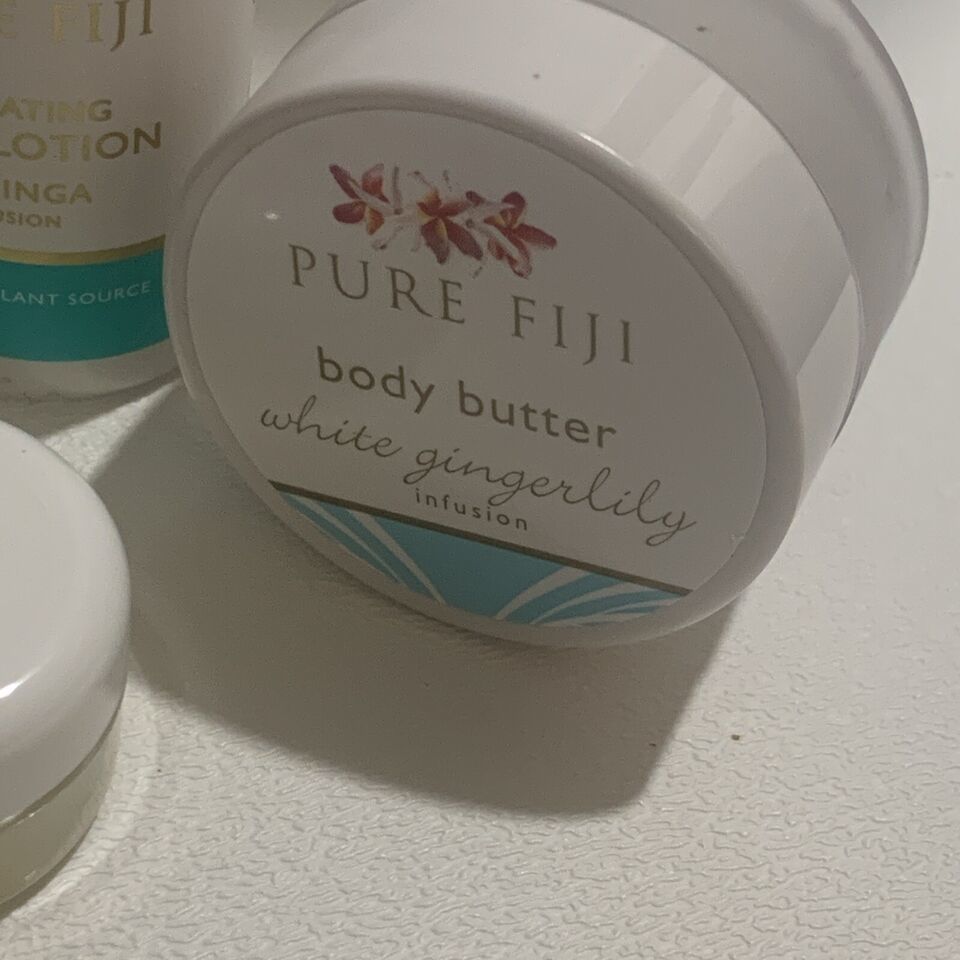 FIJI
ATING
LOTION
INGA
USION
LANT SOURCE
PURE FIJI
body butter
white gingerlily
infusion